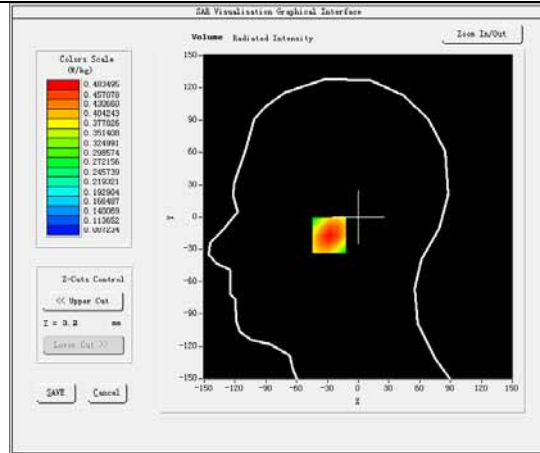 SAR Visualisation Graphical Interface
Volume Radiated Intensity
Zoom In/Out
Colors Scale
(W/kg)
0.483495
0.457078
0.430660
0.404243
0.377826
0.351408
0.324991
0.298574
0.272156
0.245739
0.219321
0.192904
0.166487
0.140069
0.113652
0.087234
Z-Cuts Control
<< Upper Cut
Z = 3.2 mm
Lower Cut >>
SAVE
Cancel
150
120
90
60
30
0
-30
-60
-90
-120
-150
Y
-150 -120 -90 -60 -30 0 30 60 90 120 150